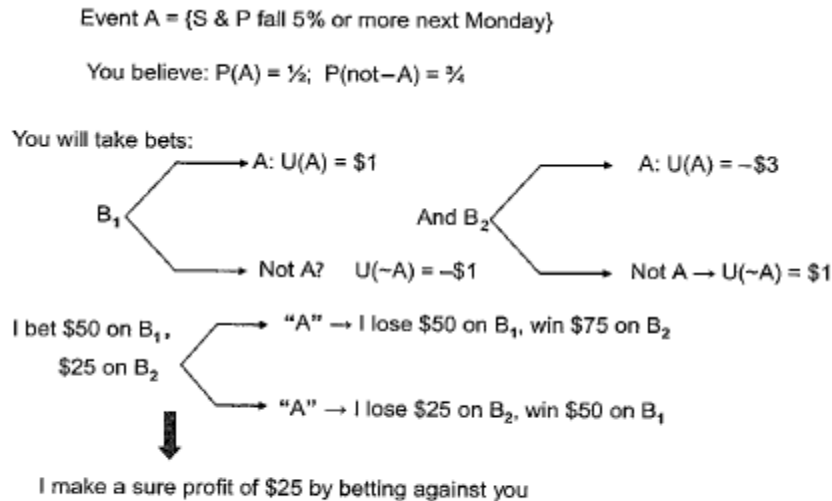 Event A = {S & P fall 5% or more next Monday}
You believe: P(A) = ½; P(not–A) = ¾
You will take bets:
A: U(A) = $1
A: U(A) = –$3
B₁
And B₂
Not A? U(~A) = –$1
Not A → U(~A) = $1
I bet $50 on B₁,
$25 on B₂
“A” → I lose $50 on B₁, win $75 on B₂
“A” → I lose $25 on B₂, win $50 on B₁
I make a sure profit of $25 by betting against you